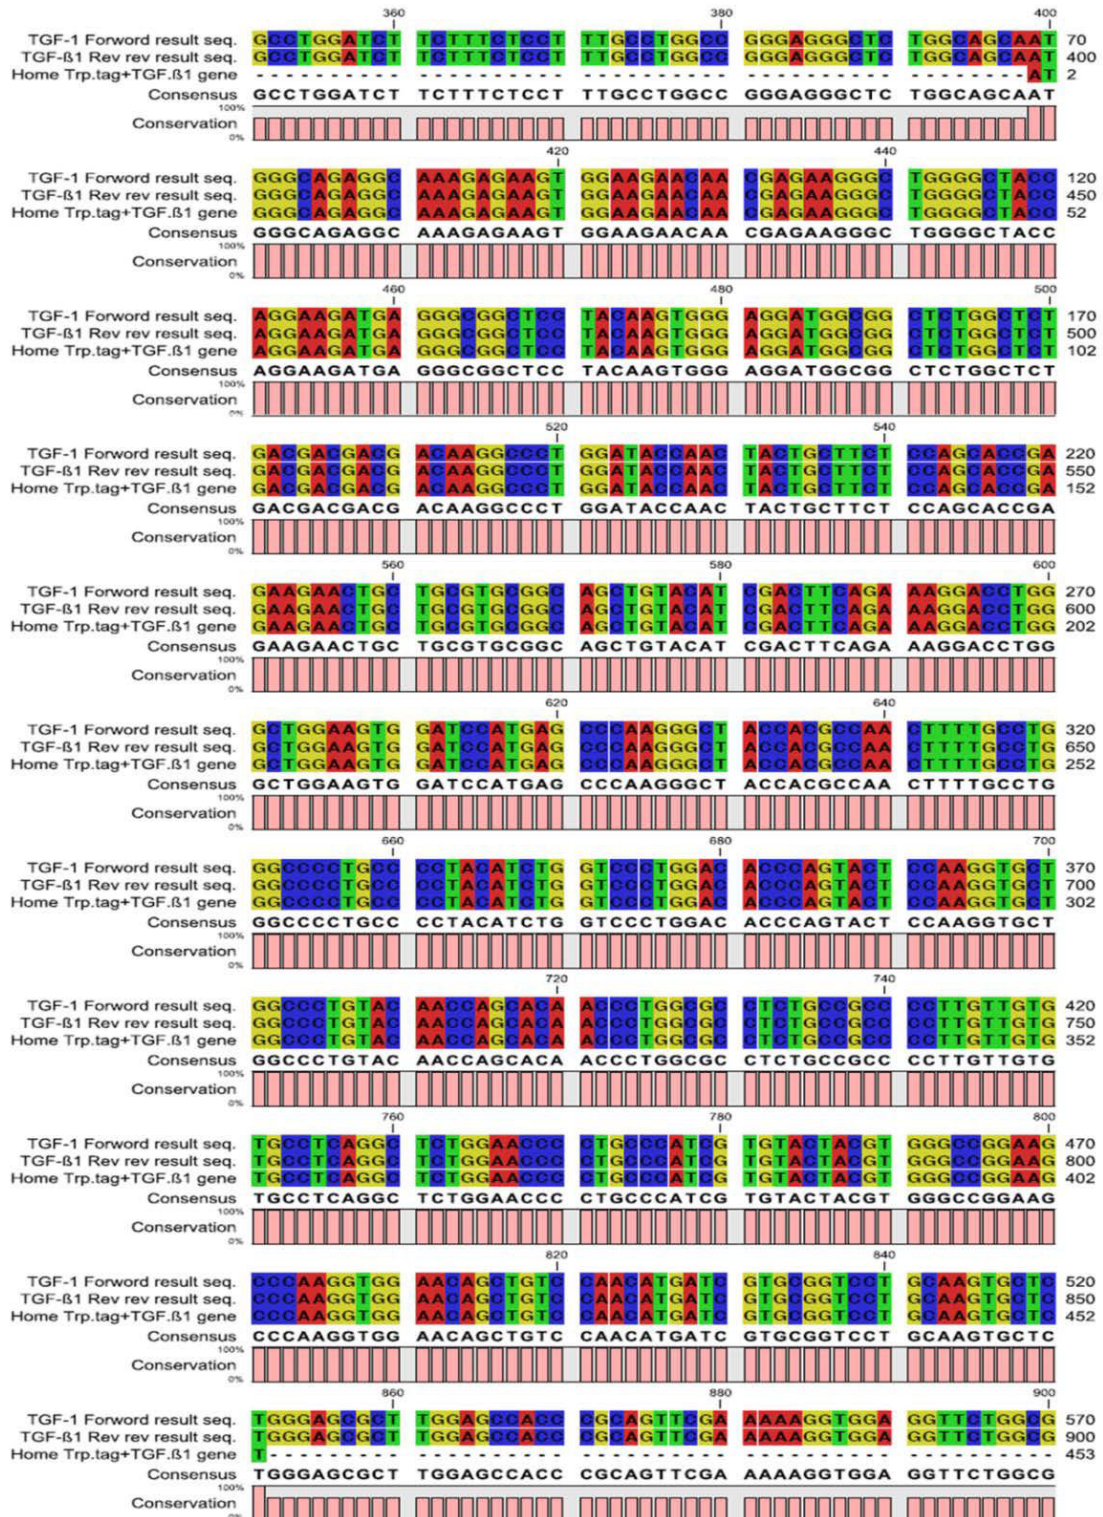 360 380 400
TGF-1 Forword result seq. GCCTGGATCT TCTTTCTCCT TTGCCTGGCC GGGAGGGCTC TGGCAGCAAT 70
TGF-ß1 Rev rev result seq. GCCTGGATCT TCTTTCTCCT TTGCCTGGCC GGGAGGGCTC TGGCAGCAAT 400
Home Trp.tag+TGF.ß1 gene - - - - - - - - - - - - - - - - - - - - - - - - - - - - - - - - - - - - - - - - - - - - - - - - AT 2
Consensus GCCTGGATCT TCTTTCTCCT TTGCCTGGCC GGGAGGGCTC TGGCAGCAAT
100%
Conservation
0%
420 440
TGF-1 Forword result seq. GGGCAGAGGC AAAGAGAAGT GGAAGAACAA CGAGAAGGGC TGGGGCTACC 120
TGF-ß1 Rev rev result seq. GGGCAGAGGC AAAGAGAAGT GGAAGAACAA CGAGAAGGGC TGGGGCTACC 450
Home Trp.tag+TGF.ß1 gene GGGCAGAGGC AAAGAGAAGT GGAAGAACAA CGAGAAGGGC TGGGGCTACC 52
Consensus GGGCAGAGGC AAAGAGAAGT GGAAGAACAA CGAGAAGGGC TGGGGCTACC
100%
Conservation
0%
460 480 500
TGF-1 Forword result seq. AGGAAGATGA GGGCGGCTCC TACAAGTGGG AGGATGGCGG CTCTGGCTCT 170
TGF-ß1 Rev rev result seq. AGGAAGATGA GGGCGGCTCC TACAAGTGGG AGGATGGCGG CTCTGGCTCT 500
Home Trp.tag+TGF.ß1 gene AGGAAGATGA GGGCGGCTCC TACAAGTGGG AGGATGGCGG CTCTGGCTCT 102
Consensus AGGAAGATGA GGGCGGCTCC TACAAGTGGG AGGATGGCGG CTCTGGCTCT
100%
Conservation
0%
520 540
TGF-1 Forword result seq. GACGACGACG ACAAGGCCCT GGATACCAAC TACTGCTTCT CCAGCACCGA 220
TGF-ß1 Rev rev result seq. GACGACGACG ACAAGGCCCT GGATACCAAC TACTGCTTCT CCAGCACCGA 550
Home Trp.tag+TGF.ß1 gene GACGACGACG ACAAGGCCCT GGATACCAAC TACTGCTTCT CCAGCACCGA 152
Consensus GACGACGACG ACAAGGCCCT GGATACCAAC TACTGCTTCT CCAGCACCGA
100%
Conservation
0%
560 580 600
TGF-1 Forword result seq. GAAGAACTGC TGCGTGCGGC AGCTGTACAT CGACTTCAGA AAGGACCTGG 270
TGF-ß1 Rev rev result seq. GAAGAACTGC TGCGTGCGGC AGCTGTACAT CGACTTCAGA AAGGACCTGG 600
Home Trp.tag+TGF.ß1 gene GAAGAACTGC TGCGTGCGGC AGCTGTACAT CGACTTCAGA AAGGACCTGG 202
Consensus GAAGAACTGC TGCGTGCGGC AGCTGTACAT CGACTTCAGA AAGGACCTGG
100%
Conservation
0%
620 640
TGF-1 Forword result seq. GCTGGAAGTG GATCCATGAG CCCAAGGGCT ACCACGCCAA CTTTTGCCTG 320
TGF-ß1 Rev rev result seq. GCTGGAAGTG GATCCATGAG CCCAAGGGCT ACCACGCCAA CTTTTGCCTG 650
Home Trp.tag+TGF.ß1 gene GCTGGAAGTG GATCCATGAG CCCAAGGGCT ACCACGCCAA CTTTTGCCTG 252
Consensus GCTGGAAGTG GATCCATGAG CCCAAGGGCT ACCACGCCAA CTTTTGCCTG
100%
Conservation
0%
660 680 700
TGF-1 Forword result seq. GGCCCCTGCC CCTACATCTG GTCCCTGGAC ACCCAGTACT CCAAGGTGCT 370
TGF-ß1 Rev rev result seq. GGCCCCTGCC CCTACATCTG GTCCCTGGAC ACCCAGTACT CCAAGGTGCT 700
Home Trp.tag+TGF.ß1 gene GGCCCCTGCC CCTACATCTG GTCCCTGGAC ACCCAGTACT CCAAGGTGCT 302
Consensus GGCCCCTGCC CCTACATCTG GTCCCTGGAC ACCCAGTACT CCAAGGTGCT
100%
Conservation
0%
720 740
TGF-1 Forword result seq. GGCCCTGTAC AACCAGCACA ACCCTGGCGC CTCTGCCGCC CCTTGTTGTG 420
TGF-ß1 Rev rev result seq. GGCCCTGTAC AACCAGCACA ACCCTGGCGC CTCTGCCGCC CCTTGTTGTG 750
Home Trp.tag+TGF.ß1 gene GGCCCTGTAC AACCAGCACA ACCCTGGCGC CTCTGCCGCC CCTTGTTGTG 352
Consensus GGCCCTGTAC AACCAGCACA ACCCTGGCGC CTCTGCCGCC CCTTGTTGTG
100%
Conservation
0%
760 780 800
TGF-1 Forword result seq. TGCCTCAGGC TCTGGAACCC CTGCCCATCG TGTACTACGT GGGCCGGAAG 470
TGF-ß1 Rev rev result seq. TGCCTCAGGC TCTGGAACCC CTGCCCATCG TGTACTACGT GGGCCGGAAG 800
Home Trp.tag+TGF.ß1 gene TGCCTCAGGC TCTGGAACCC CTGCCCATCG TGTACTACGT GGGCCGGAAG 402
Consensus TGCCTCAGGC TCTGGAACCC CTGCCCATCG TGTACTACGT GGGCCGGAAG
100%
Conservation
0%
820 840
TGF-1 Forword result seq. CCCAAGGTGG AACAGCTGTC CAACATGATC GTGCGGTCCT GCAAGTGCTC 520
TGF-ß1 Rev rev result seq. CCCAAGGTGG AACAGCTGTC CAACATGATC GTGCGGTCCT GCAAGTGCTC 850
Home Trp.tag+TGF.ß1 gene CCCAAGGTGG AACAGCTGTC CAACATGATC GTGCGGTCCT GCAAGTGCTC 452
Consensus CCCAAGGTGG AACAGCTGTC CAACATGATC GTGCGGTCCT GCAAGTGCTC
100%
Conservation
0%
860 880 900
TGF-1 Forword result seq. TGGGAGCGCT TGGAGCCACC CGCAGTTCGA AAAAGGTGGA GGTTCTGGCG 570
TGF-ß1 Rev rev result seq. TGGGAGCGCT TGGAGCCACC CGCAGTTCGA AAAAGGTGGA GGTTCTGGCG 900
Home Trp.tag+TGF.ß1 gene T - - - - - - - - - - - - - - - - - - - - - - - - - - - - - - - - - - - - - - - - - - - - - - - - - 453
Consensus TGGGAGCGCT TGGAGCCACC CGCAGTTCGA AAAAGGTGGA GGTTCTGGCG
100%
Conservation
0%